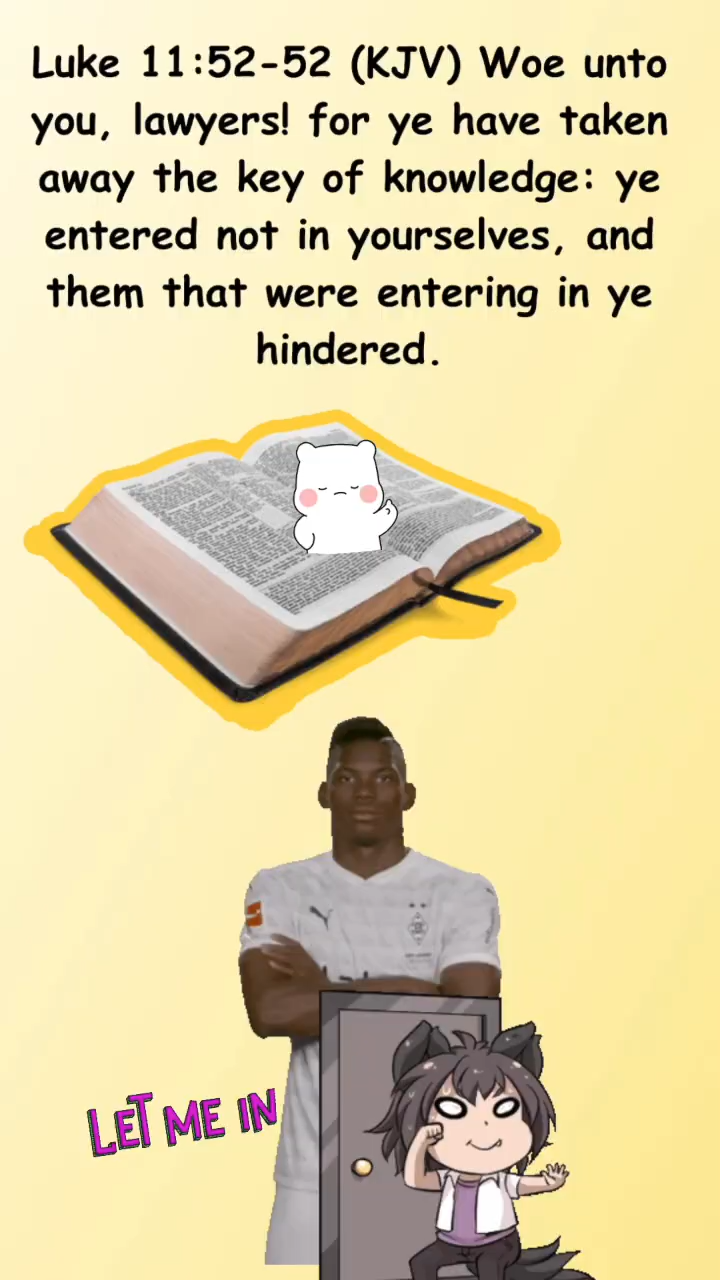 Luke 11:52-52 (KJV) Woe unto
you, lawyers! for ye have taken
away the key of knowledge: ye
entered not in yourselves, and
them that were entering in ye
hindered.
LET ME IN